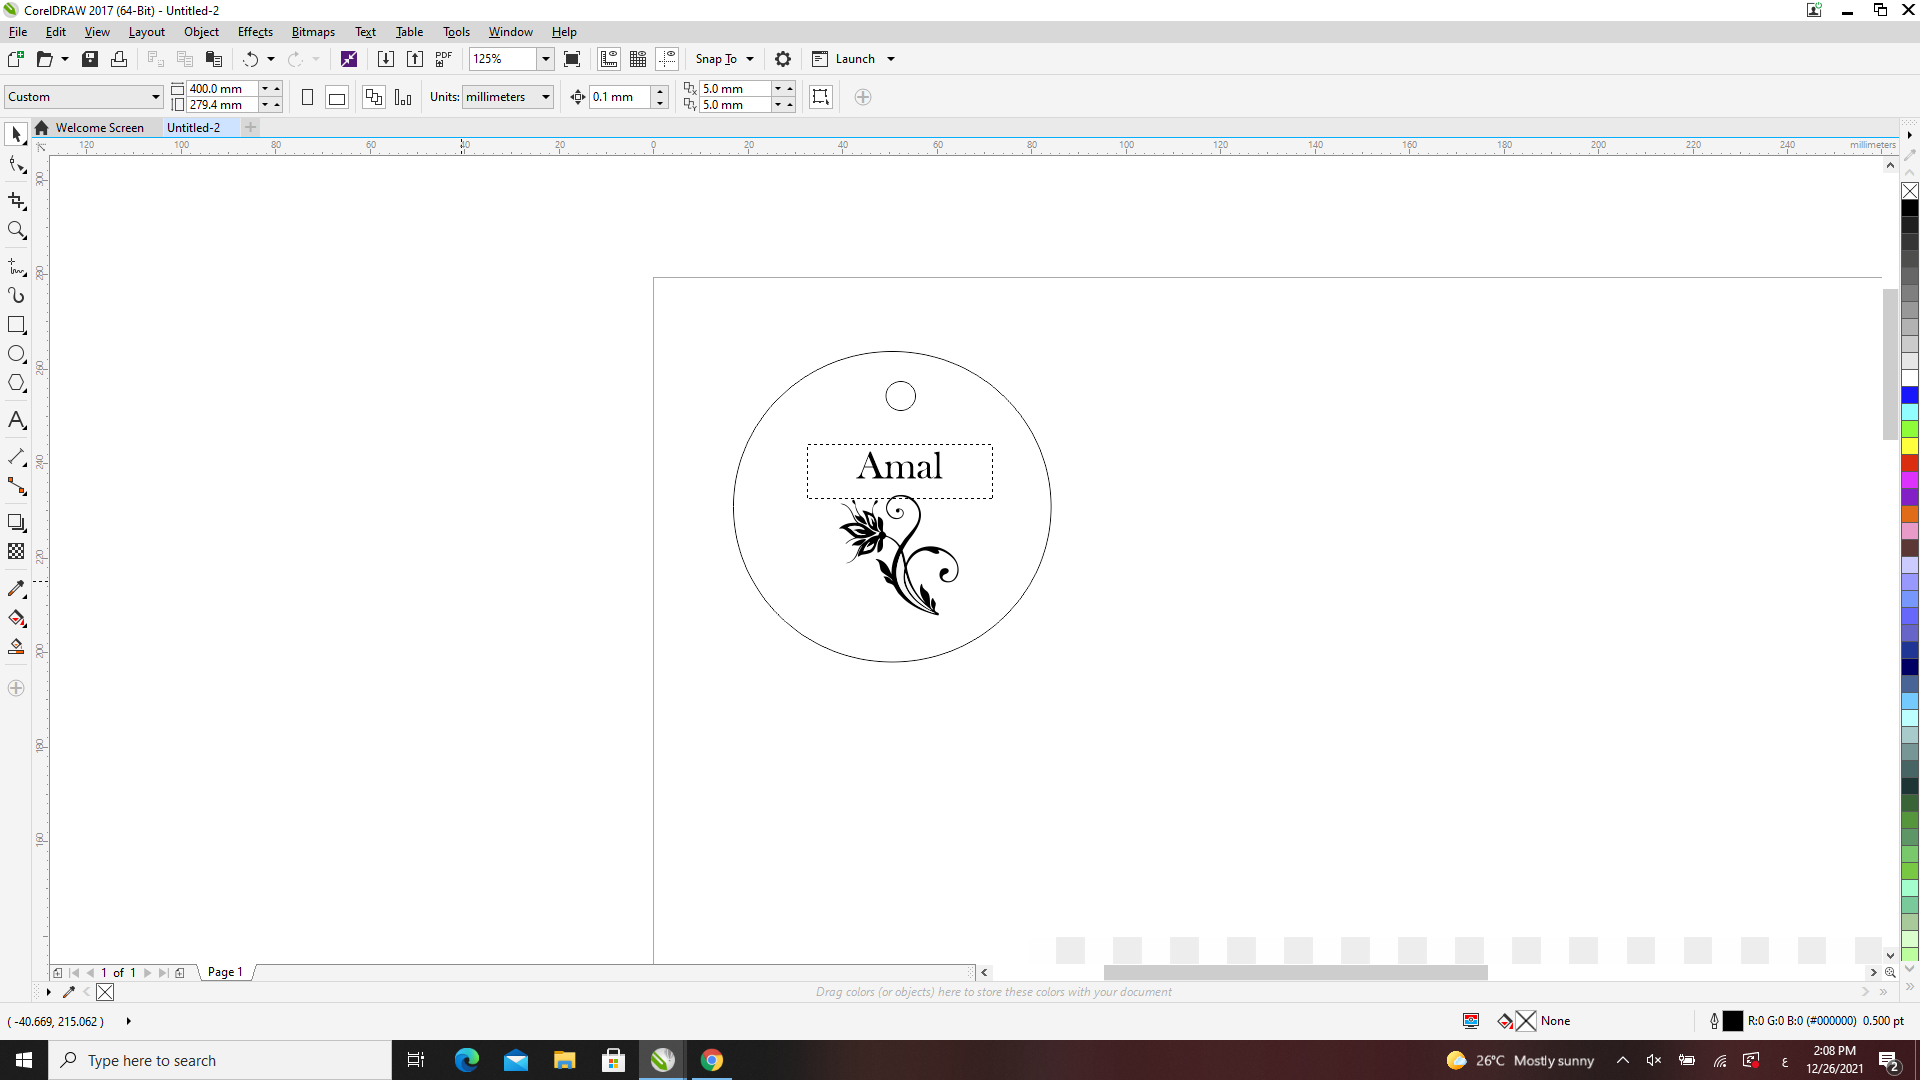 CorelDRAW 2017 (64-Bit) - Untitled-2
File Edit View Layout Object Effects Bitmaps Text Table Tools Window Help
PDF 125% Snap To Launch
Custom 400.0 mm 279.4 mm Units: millimeters 0.1 mm 5.0 mm 5.0 mm
Welcome Screen Untitled-2
120 100 80 60 40 20 0 20 40 60 80 100 120 140 160 180 200 220 240 millimeters
300
280
260
240
220
200
180
160
Amal
1 of 1 Page 1
Drag colors (or objects) here to store these colors with your document
( -40.669, 215.062 ) None R:0 G:0 B:0 (#000000) 0.500 pt
Type here to search 26°C Mostly sunny ع 2:08 PM
12/26/2021 2